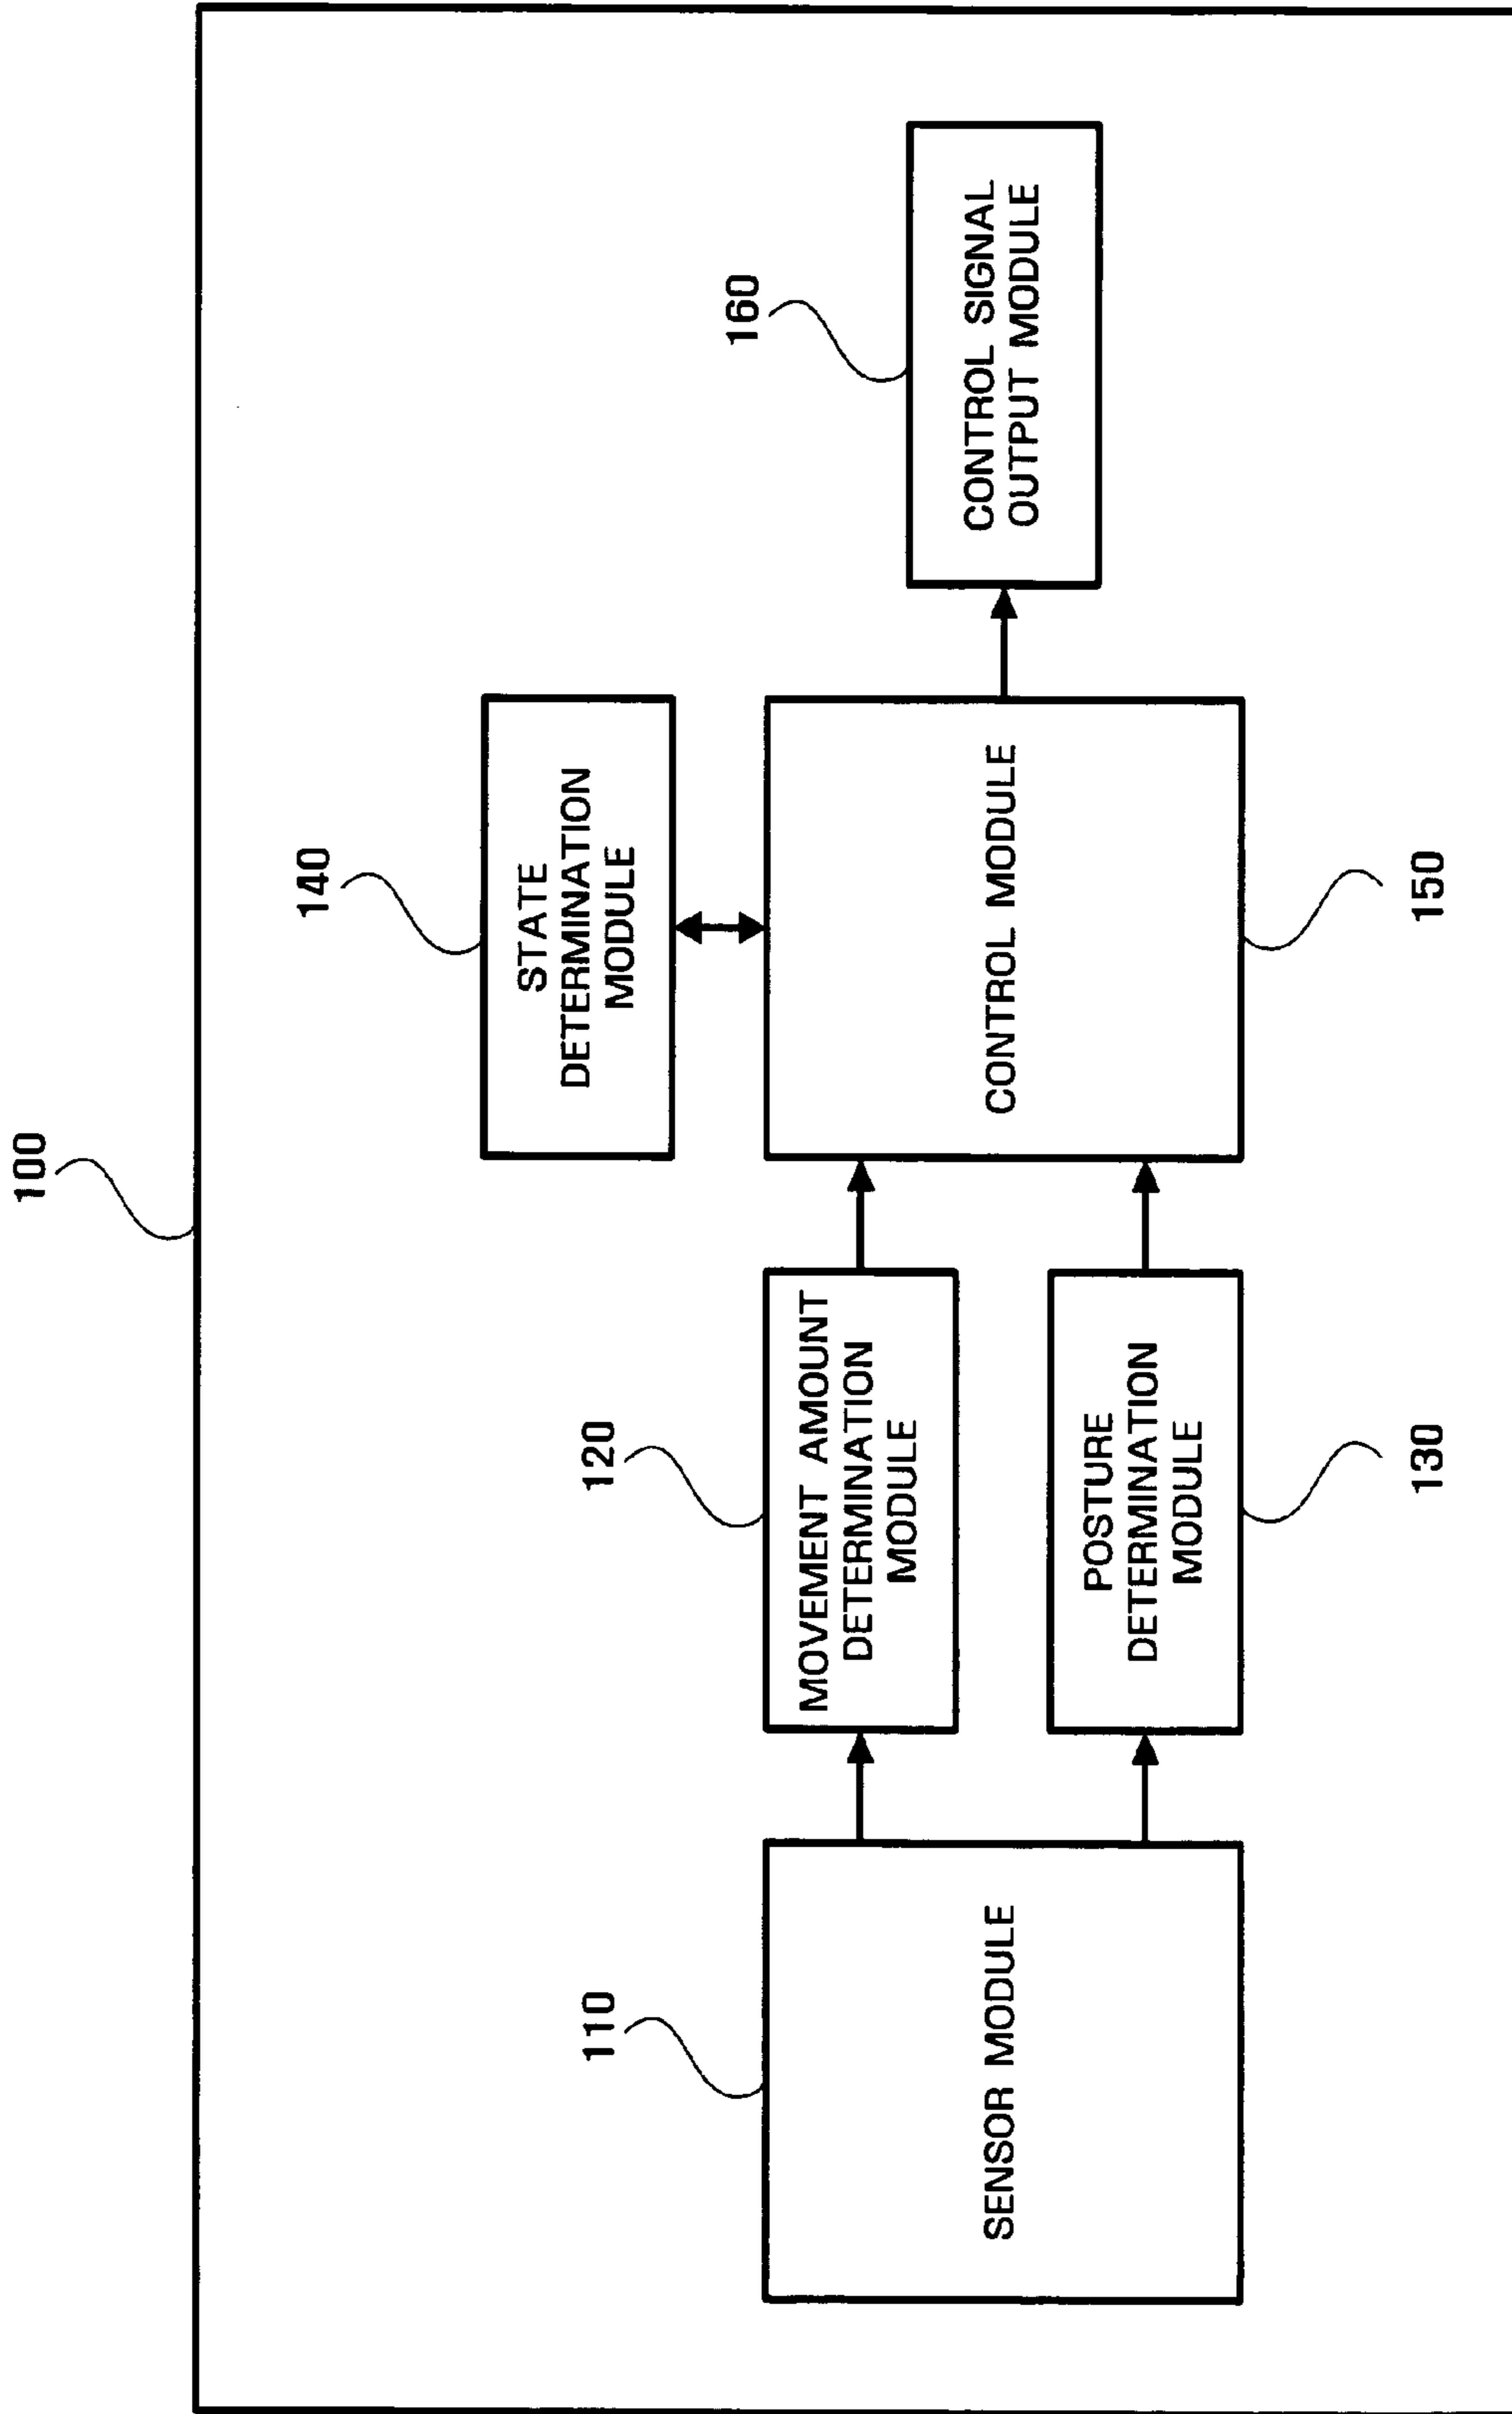 100
140
STATE
DETERMINATION
MODULE
160
110
120
SENSOR MODULE
MOVEMENT AMOUNT
DETERMINATION
MODULE
POSTURE
DETERMINATION
MODULE
CONTROL MODULE
CONTROL SIGNAL
OUTPUT MODULE
130
150